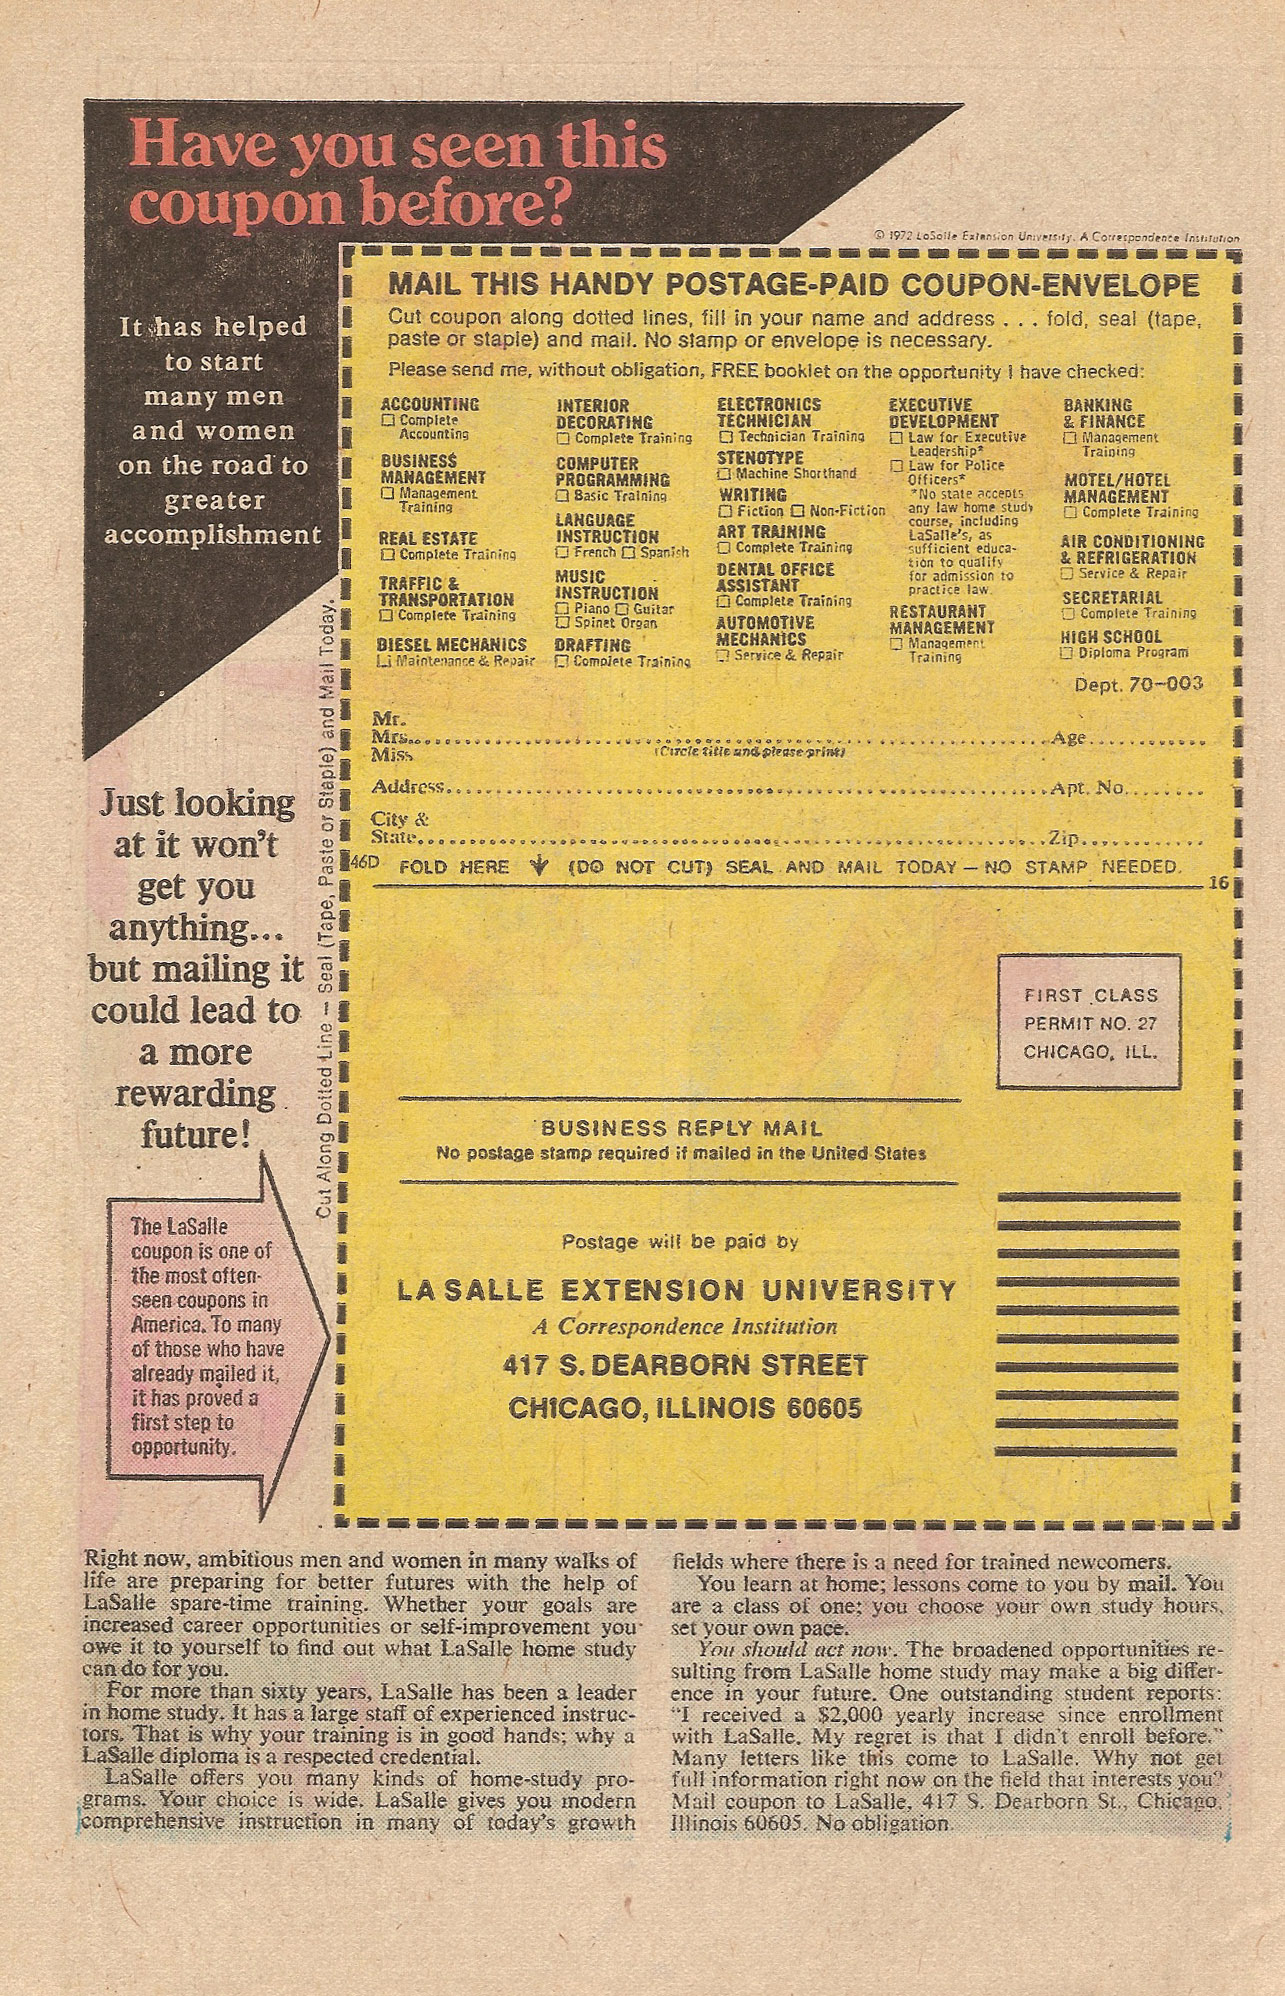 Have you seen this
coupon before?
© 1972 LaSalle Extension University. A Correspondence Institution
It has helped
to start
many men
and women
on the road to
greater
accomplishment
MAIL THIS HANDY POSTAGE-PAID COUPON-ENVELOPE
Cut coupon along dotted lines, fill in your name and address . . . fold, seal (tape,
paste or staple) and mail. No stamp or envelope is necessary.
Please send me, without obligation, FREE booklet on the opportunity I have checked:
ACCOUNTING
☐ Complete
Accounting
BUSINESS
MANAGEMENT
☐ Management
Training
REAL ESTATE
☐ Complete Training
TRAFFIC &
TRANSPORTATION
☐ Complete Training
DIESEL MECHANICS
☐ Maintenance & Repair
INTERIOR
DECORATING
☐ Complete Training
COMPUTER
PROGRAMMING
☐ Basic Training
LANGUAGE
INSTRUCTION
☐ French ☐ Spanish
MUSIC
INSTRUCTION
☐ Piano ☐ Guitar
☐ Spinet Organ
DRAFTING
☐ Complete Training
ELECTRONICS
TECHNICIAN
☐ Technician Training
STENOTYPE
☐ Machine Shorthand
WRITING
☐ Fiction ☐ Non-Fiction
ART TRAINING
☐ Complete Training
DENTAL OFFICE
ASSISTANT
☐ Complete Training
AUTOMOTIVE
MECHANICS
☐ Service & Repair
EXECUTIVE
DEVELOPMENT
☐ Law for Executive
Leadership*
☐ Law for Police
Officers*
*No state accepts
any law home study
course, including
LaSalle's, as
sufficient educa-
tion to qualify
for admission to
practice law.
RESTAURANT
MANAGEMENT
☐ Management
Training
BANKING
& FINANCE
☐ Management
Training
MOTEL/HOTEL
MANAGEMENT
☐ Complete Training
AIR CONDITIONING
& REFRIGERATION
☐ Service & Repair
SECRETARIAL
☐ Complete Training
HIGH SCHOOL
☐ Diploma Program
Dept. 70-003
Mr.
Mrs. Age
Miss (Circle title and please print)
Address Apt. No.
City &
State Zip
46D FOLD HERE ↓ (DO NOT CUT) SEAL AND MAIL TODAY — NO STAMP NEEDED.
16
Cut Along Dotted Line — Seal (Tape, Paste or Staple) and Mail Today.
Just looking
at it won't
get you
anything...
but mailing it
could lead to
a more
rewarding
future!
The LaSalle
coupon is one of
the most often-
seen coupons in
America. To many
of those who have
already mailed it,
it has proved a
first step to
opportunity.
FIRST CLASS
PERMIT NO. 27
CHICAGO, ILL.
BUSINESS REPLY MAIL
No postage stamp required if mailed in the United States
Postage will be paid by
LA SALLE EXTENSION UNIVERSITY
A Correspondence Institution
417 S. DEARBORN STREET
CHICAGO, ILLINOIS 60605
Right now, ambitious men and women in many walks of
life are preparing for better futures with the help of
LaSalle spare-time training. Whether your goals are
increased career opportunities or self-improvement you
owe it to yourself to find out what LaSalle home study
can do for you.
For more than sixty years, LaSalle has been a leader
in home study. It has a large staff of experienced instruc-
tors. That is why your training is in good hands; why a
LaSalle diploma is a respected credential.
LaSalle offers you many kinds of home-study pro-
grams. Your choice is wide. LaSalle gives you modern
comprehensive instruction in many of today's growth
fields where there is a need for trained newcomers.
You learn at home; lessons come to you by mail. You
are a class of one; you choose your own study hours,
set your own pace.
You should act now. The broadened opportunities re-
sulting from LaSalle home study may make a big differ-
ence in your future. One outstanding student reports:
"I received a $2,000 yearly increase since enrollment
with LaSalle. My regret is that I didn't enroll before."
Many letters like this come to LaSalle. Why not get
full information right now on the field that interests you?
Mail coupon to LaSalle, 417 S. Dearborn St., Chicago,
Illinois 60605. No obligation.